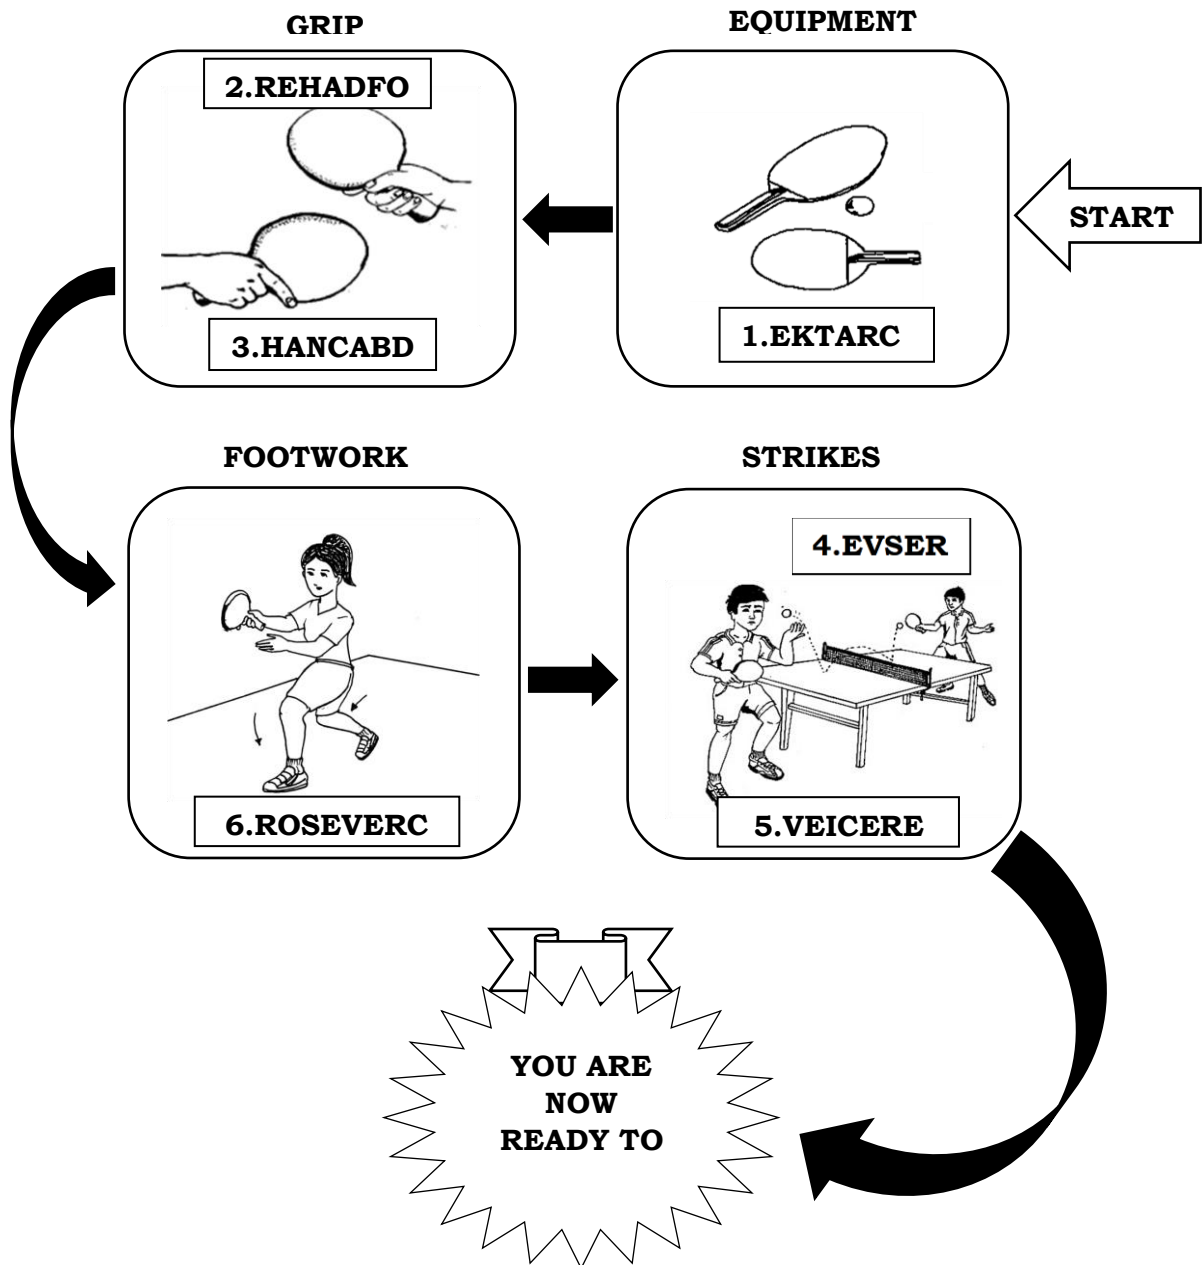 GRIP
EQUIPMENT
2.REHADFO
START
3.HANCABD
1.EKTARC
FOOTWORK
STRIKES
4.EVSER
6.ROSEVERC
5.VEICERE
YOU ARE
NOW
READY TO